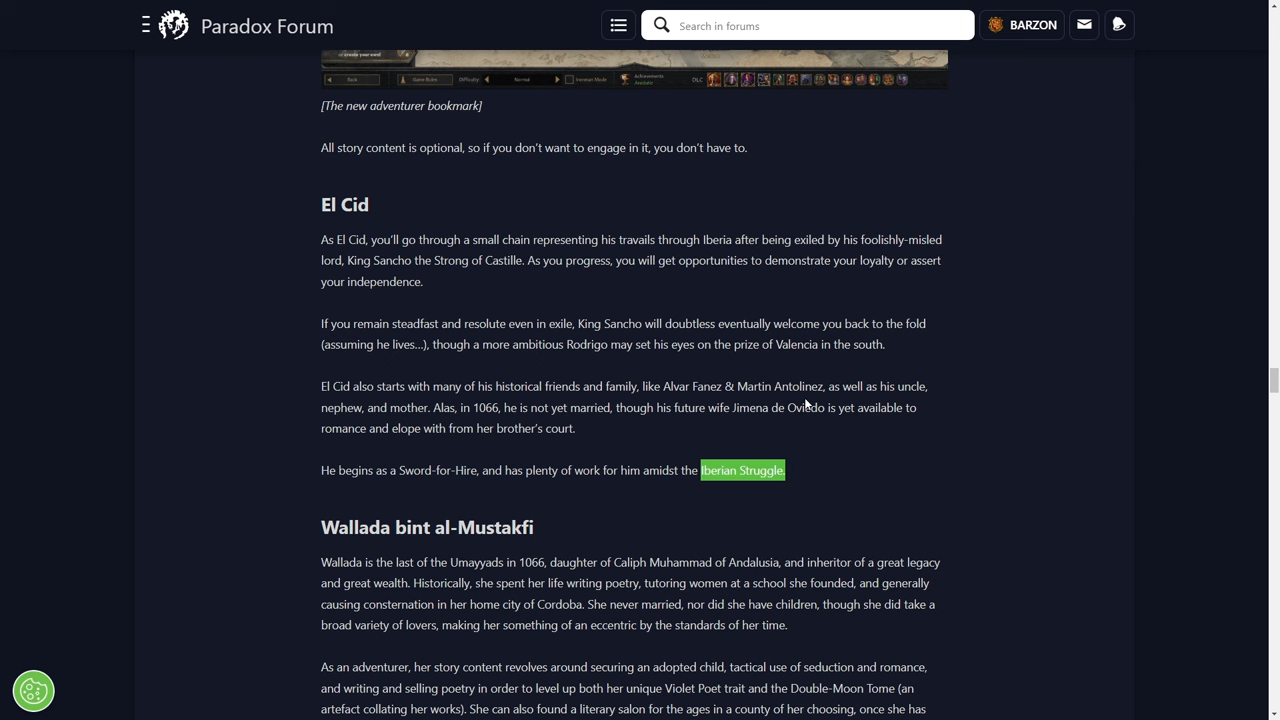 Paradox Forum
Search in forums
BARZON
or create your own!
Back
Game Rules
Difficulty
Normal
Ironman Mode
Achievements
Available
DLC
[The new adventurer bookmark]
All story content is optional, so if you don't want to engage in it, you don't have to.
El Cid
As El Cid, you'll go through a small chain representing his travails through Iberia after being exiled by his foolishly-misled
lord, King Sancho the Strong of Castille. As you progress, you will get opportunities to demonstrate your loyalty or assert
your independence.
If you remain steadfast and resolute even in exile, King Sancho will doubtless eventually welcome you back to the fold
(assuming he lives...), though a more ambitious Rodrigo may set his eyes on the prize of Valencia in the south.
El Cid also starts with many of his historical friends and family, like Alvar Fanez & Martin Antolinez, as well as his uncle,
nephew, and mother. Alas, in 1066, he is not yet married, though his future wife Jimena de Oviedo is yet available to
romance and elope with from her brother's court.
He begins as a Sword-for-Hire, and has plenty of work for him amidst the Iberian Struggle.
Wallada bint al-Mustakfi
Wallada is the last of the Umayyads in 1066, daughter of Caliph Muhammad of Andalusia, and inheritor of a great legacy
and great wealth. Historically, she spent her life writing poetry, tutoring women at a school she founded, and generally
causing consternation in her home city of Cordoba. She never married, nor did she have children, though she did take a
broad variety of lovers, making her something of an eccentric by the standards of her time.
As an adventurer, her story content revolves around securing an adopted child, tactical use of seduction and romance,
and writing and selling poetry in order to level up both her unique Violet Poet trait and the Double-Moon Tome (an
artefact collating her works). She can also found a literary salon for the ages in a county of her choosing, once she has